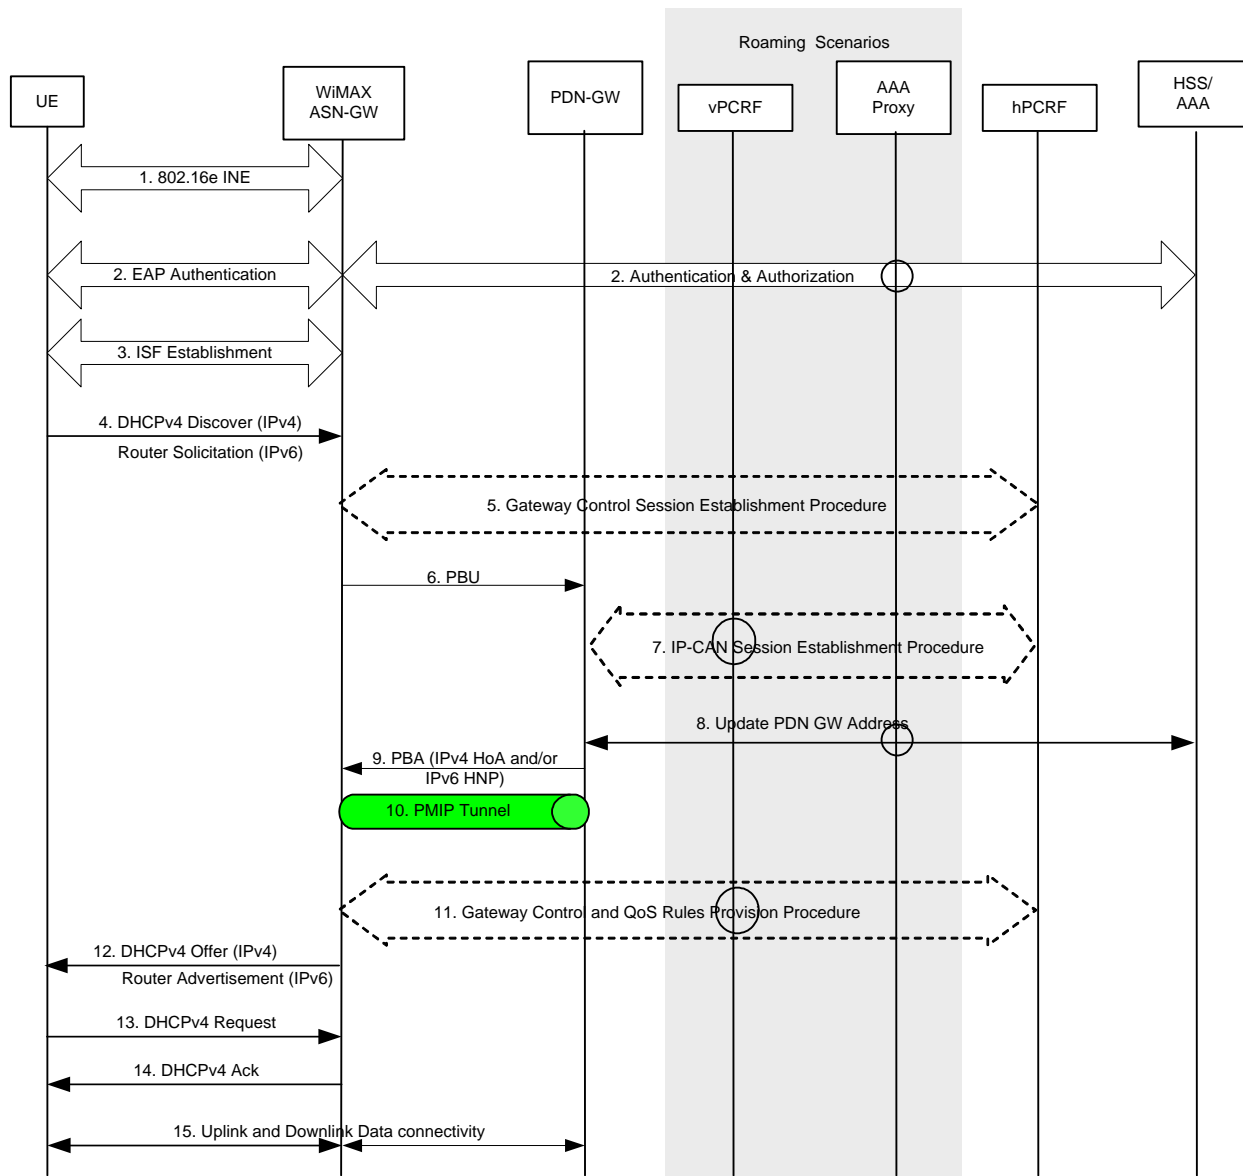 Roaming Scenarios
UE
WiMAX
ASN-GW
PDN-GW
vPCRF
AAA
Proxy
hPCRF
HSS/
AAA
1. 802.16e INE
2. EAP Authentication
2. Authentication & Authorization
3. ISF Establishment
4. DHCPv4 Discover (IPv4)
Router Solicitation (IPv6)
5. Gateway Control Session Establishment Procedure
6. PBU
7. IP-CAN Session Establishment Procedure
8. Update PDN GW Address
9. PBA (IPv4 HoA and/or
IPv6 HNP)
10. PMIP Tunnel
11. Gateway Control and QoS Rules Provision Procedure
12. DHCPv4 Offer (IPv4)
Router Advertisement (IPv6)
13. DHCPv4 Request
14. DHCPv4 Ack
15. Uplink and Downlink Data connectivity